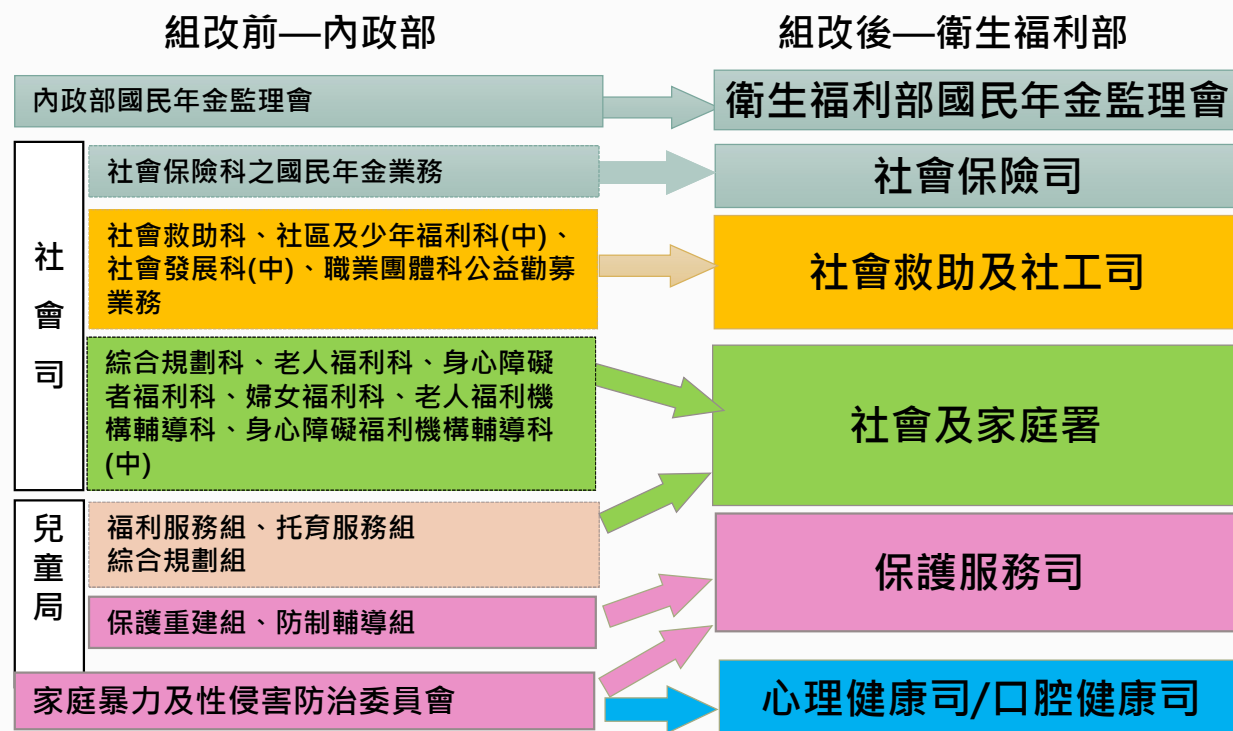 組改前—內政部
組改後—衛生福利部
內政部國民年金監理會
衛生福利部國民年金監理會
社會司
社會保險科之國民年金業務
社會保險司
社會救助科、社區及少年福利科(中)、
社會發展科(中)、職業團體科公益勸募
業務
社會救助及社工司
綜合規劃科、老人福利科、身心障礙
者福利科、婦女福利科、老人福利機
構輔導科、身心障礙福利機構輔導科
(中)
社會及家庭署
兒童局
福利服務組、托育服務組
綜合規劃組
保護服務司
保護重建組、防制輔導組
家庭暴力及性侵害防治委員會
心理健康司/口腔健康司